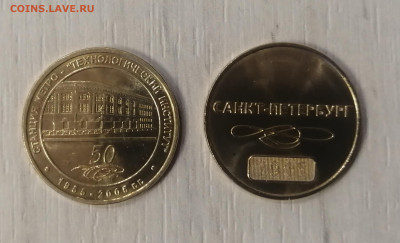 COINS.LAVE.RU
СТАНЦИЯ МЕТРО "ТЕХНОЛОГИЧЕСКИЙ ИНСТИТУТ"
50
1955-2005 гг.
САНКТ-ПЕТЕРБУРГ